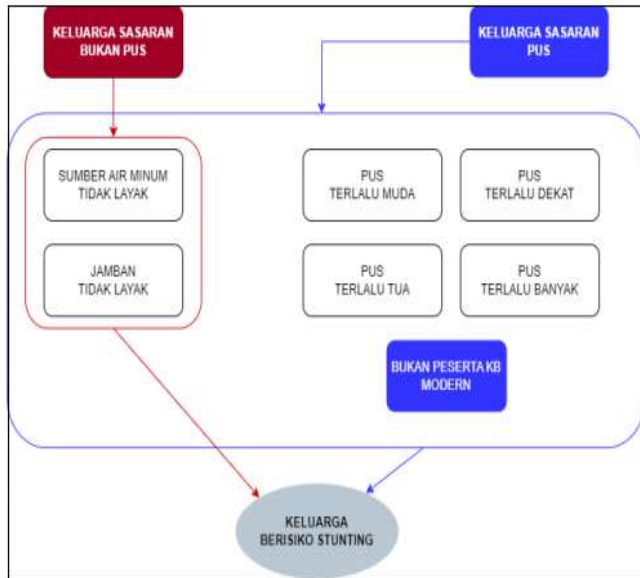 KELUARGA SASARAN
BUKAN PUS
KELUARGA SASARAN
PUS
SUMBER AIR MINUM
TIDAK LAYAK
PUS
TERLALU MUDA
PUS
TERLALU DEKAT
JAMBAN
TIDAK LAYAK
PUS
TERLALU TUA
PUS
TERLALU BANYAK
BUKAN PESERTA KB
MODERN
KELUARGA
BERISIKO STUNTING